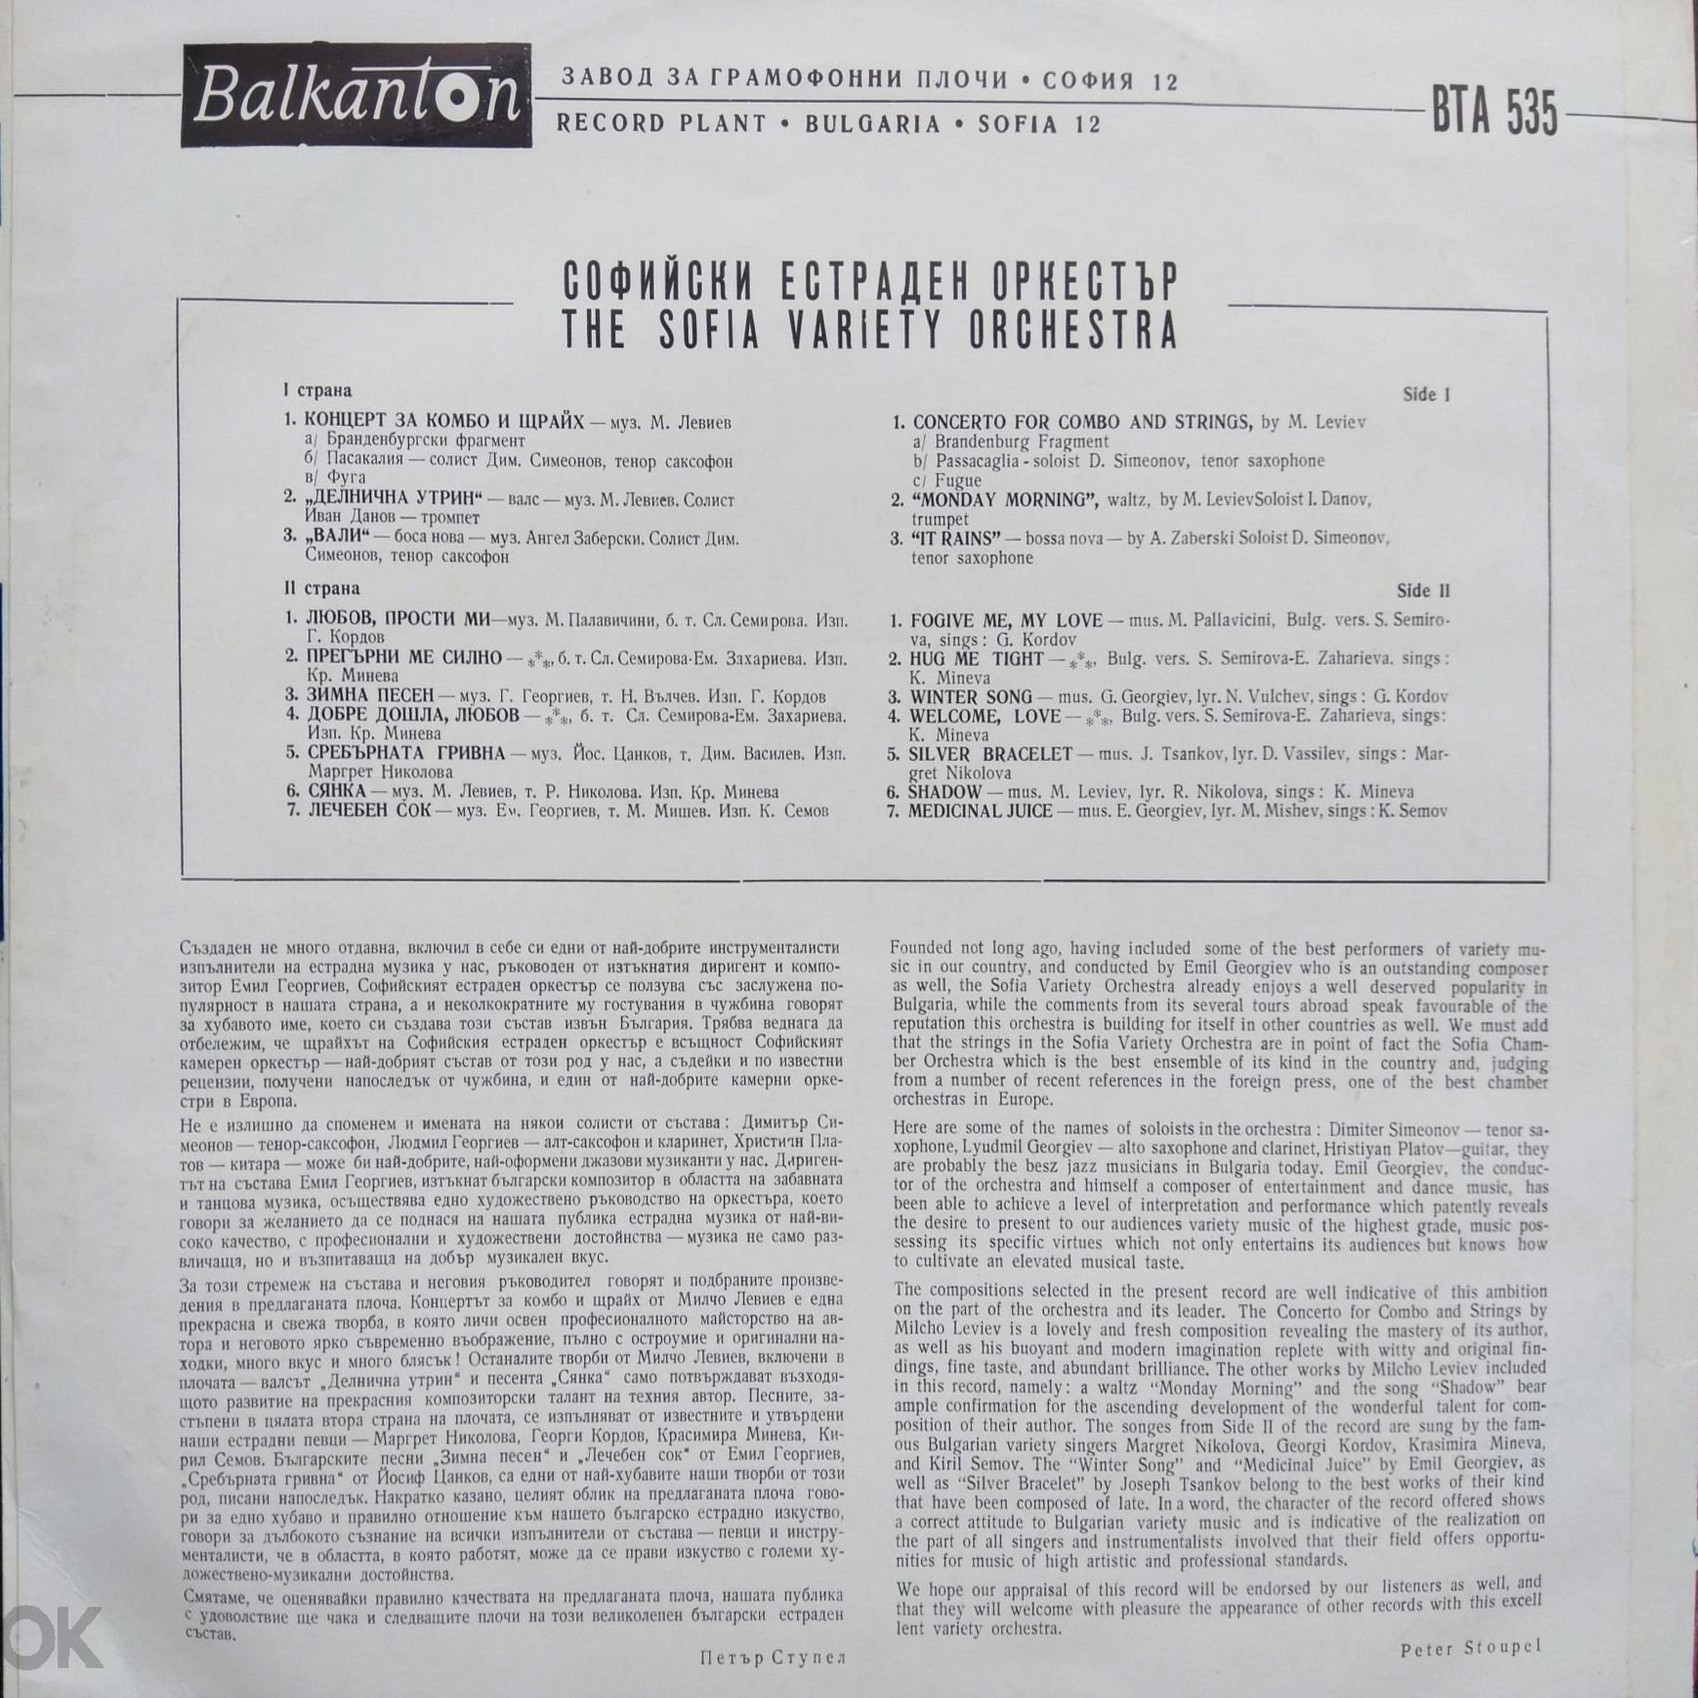 Balkanton
ЗАВОД ЗА ГРАМОФОННИ ПЛОЧИ • СОФИЯ 12
RECORD PLANT • BULGARIA • SOFIA 12
ВТА 535
СОФИЙСКИ ЕСТРАДЕН ОРКЕСТЪР
THE SOFIA VARIETY ORCHESTRA
I страна
1. КОНЦЕРТ ЗА КОМБО И ЩРАЙХ — муз. М. Левиев
а/ Бранденбургски фрагмент
б/ Пасакалия — солист Дим. Симеонов, тенор саксофон
в/ Фуга
2. „ДЕЛНИЧНА УТРИН“ — валс — муз. М. Левиев. Солист
Иван Данов — тромпет
3. „ВАЛИ“ — боса нова — муз. Ангел Заберски. Солист Дим.
Симеонов, тенор саксофон
II страна
1. ЛЮБОВ, ПРОСТИ МИ—муз. М. Палавичини, б. т. Сл. Семирова. Изп.
Г. Кордов
2. ПРЕГЪРНИ МЕ СИЛНО — ***, б. т. Сл. Семирова-Ем. Захариева. Изп.
Кр. Минева
3. ЗИМНА ПЕСЕН — муз. Г. Георгиев, т. Н. Вълчев. Изп. Г. Кордов
4. ДОБРЕ ДОШЛА, ЛЮБОВ — ***, б. т. Сл. Семирова-Ем. Захариева.
Изп. Кр. Минева
5. СРЕБЪРНАТА ГРИВНА — муз. Йос. Цанков, т. Дим. Василев. Изп.
Маргрет Николова
6. СЯНКА — муз. М. Левиев, т. Р. Николова. Изп. Кр. Минева
7. ЛЕЧЕБЕН СОК — муз. Ем. Георгиев, т. М. Мишев. Изп. К. Семов
Side I
1. CONCERTO FOR COMBO AND STRINGS, by M. Leviev
a/ Brandenburg Fragment
b/ Passacaglia - soloist D. Simeonov, tenor saxophone
c/ Fugue
2. “MONDAY MORNING”, waltz, by M. LevievSoloist I. Danov,
trumpet
3. “IT RAINS” — bossa nova — by A. Zaberski Soloist D. Simeonov,
tenor saxophone
Side II
1. FOGIVE ME, MY LOVE — mus. M. Pallavicini, Bulg. vers. S. Semiro-
va, sings : G. Kordov
2. HUG ME TIGHT — ***, Bulg. vers. S. Semirova-E. Zaharieva. sings :
K. Mineva
3. WINTER SONG — mus. G. Georgiev, lyr. N. Vulchev, sings : G. Kordov
4. WELCOME, LOVE — ***, Bulg. vers. S. Semirova-E. Zaharieva, sings:
K. Mineva
5. SILVER BRACELET — mus. J. Tsankov, lyr. D. Vassilev, sings : Mar-
gret Nikolova
6. SHADOW — mus. M. Leviev, lyr. R. Nikolova, sings : K. Mineva
7. MEDICINAL JUICE — mus. E. Georgiev, lyr. M. Mishev, sings : K. Semov
Създаден не много отдавна, включил в себе си едни от най-добрите инструменталисти
изпълнители на естрадна музика у нас, ръководен от изтъкнатия диригент и компо-
зитор Емил Георгиев, Софийският естраден оркестър се ползува със заслужена по-
пулярност в нашата страна, а и неколкократните му гостувания в чужбина говорят
за хубавото име, което си създава този състав извън България. Трябва веднага да
отбележим, че щрайхът на Софийския естраден оркестър е всъщност Софийският
камерен оркестър — най-добрият състав от този род у нас, а съдейки и по известни
рецензии, получени напоследък от чужбина, и един от най-добрите камерни орке-
стри в Европа.
Не е излишно да споменем и имената на някои солисти от състава : Димитър Си-
меонов — тенор-саксофон, Людмил Георгиев — алт-саксофон и кларинет, Християн Пла-
тов — китара — може би най-добрите, най-оформени джазови музиканти у нас. Дириген-
тът на състава Емил Георгиев, изтъкнат български композитор в областта на забавната
и танцова музика, осъществява едно художествено ръководство на оркестъра, което
говори за желанието да се поднася на нашата публика естрадна музика от най-ви-
соко качество, с професионални и художествени достойнства — музика не само раз-
вличаща, но и възпитаваща на добър музикален вкус.
За този стремеж на състава и неговия ръководител говорят и подбраните произве-
дения в предлаганата плоча. Концертът за комбо и щрайх от Милчо Левиев е една
прекрасна и свежа творба, в която личи освен професионалното майсторство на ав-
тора и неговото ярко съвременно въображение, пълно с остроумие и оригинални на-
ходки, много вкус и много блясък ! Останалите творби от Милчо Левиев, включени в
плочата — валсът „Делнична утрин“ и песента „Сянка“ само потвърждават възходя-
щото развитие на прекрасния композиторски талант на техния автор. Песните, за-
стъпени в цялата втора страна на плочата, се изпълняват от известните и утвърдени
наши естрадни певци — Маргрет Николова, Георги Кордов, Красимира Минева, Ки-
рил Семов. Българските песни „Зимна песен“ и „Лечебен сок“ от Емил Георгиев,
„Сребърната гривна“ от Йосиф Цанков, са едни от най-хубавите наши творби от този
род, писани напоследък. Накратко казано, целият облик на предлаганата плоча гово-
ри за едно хубаво и правилно отношение към нашето българско естрадно изкуство,
говори за дълбокото съзнание на всички изпълнители от състава — певци и инстру-
менталисти, че в областта, в която работят, може да се прави изкуство с големи ху-
дожествено-музикални достойнства.
Смятаме, че оценявайки правилно качествата на предлаганата плоча, нашата публика
с удоволствие ще чака и следващите плочи на този великолепен български естраден
състав.
Петър Ступел
Founded not long ago, having included some of the best performers of variety mu-
sic in our country, and conducted by Emil Georgiev who is an outstanding composer
as well, the Sofia Variety Orchestra already enjoys a well deserved popularity in
Bulgaria, while the comments from its several tours abroad speak favourable of the
reputation this orchestra is building for itself in other countries as well. We must add
that the strings in the Sofia Variety Orchestra are in point of fact the Sofia Cham-
ber Orchestra which is the best ensemble of its kind in the country and, judging
from a number of recent references in the foreign press, one of the best chamber
orchestras in Europe.
Here are some of the names of soloists in the orchestra : Dimiter Simeonov — tenor sa-
xophone, Lyudmil Georgiev — alto saxophone and clarinet, Hristiyan Platov—guitar, they
are probably the besz jazz musicians in Bulgaria today. Emil Georgiev, the conduc-
tor of the orchestra and himself a composer of entertainment and dance music, has
been able to achieve a level of interpretation and performance which patently reveals
the desire to present to our audiences variety music of the highest grade, music pos-
sessing its specific virtues which not only entertains its audiences but knows how
to cultivate an elevated musical taste.
The compositions selected in the present record are well indicative of this ambition
on the part of the orchestra and its leader. The Concerto for Combo and Strings by
Milcho Leviev is a lovely and fresh composition revealing the mastery of its author,
as well as his buoyant and modern imagination replete with witty and original fin-
dings, fine taste, and abundant brilliance. The other works by Milcho Leviev included
in this record, namely : a waltz “Monday Morning” and the song “Shadow” bear
ample confirmation for the ascending development of the wonderful talent for com-
position of their author. The songes from Side II of the record are sung by the fam-
ous Bulgarian variety singers Margret Nikolova, Georgi Kordov, Krasimira Mineva,
and Kiril Semov. The “Winter Song” and “Medicinal Juice” by Emil Georgiev, as
well as “Silver Bracelet” by Joseph Tsankov belong to the best works of their kind
that have been composed of late. In a word, the character of the record offered shows
a correct attitude to Bulgarian variety music and is indicative of the realization on
the part of all singers and instrumentalists involved that their field offers opportu-
nities for music of high artistic and professional standards.
We hope our appraisal of this record will be endorsed by our listeners as well, and
that they will welcome with pleasure the appearance of other records with this excell
lent variety orchestra.
Peter Stoupel
OK